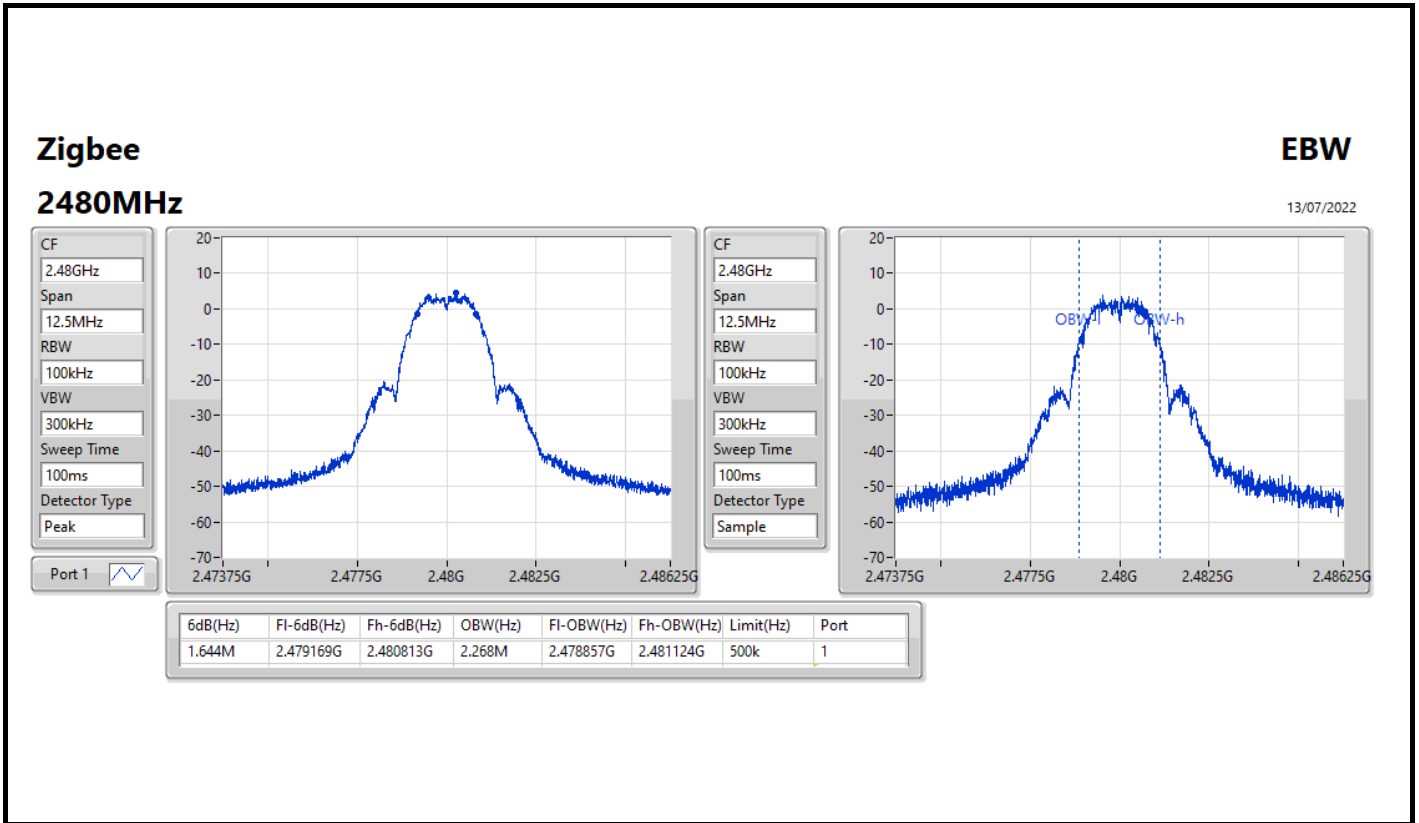 Zigbee
EBW
2480MHz
13/07/2022
CF
2.48GHz
Span
12.5MHz
RBW
100kHz
VBW
300kHz
Sweep Time
100ms
Detector Type
Peak
Port 1
20
10
0
-10
-20
-30
-40
-50
-60
-70
2.47375G 2.4775G 2.48G 2.4825G 2.48625G
CF
2.48GHz
Span
12.5MHz
RBW
100kHz
VBW
300kHz
Sweep Time
100ms
Detector Type
Sample
20
10
0
-10
-20
-30
-40
-50
-60
-70
OBW-l OBW-h
2.47375G 2.4775G 2.48G 2.4825G 2.48625G
6dB(Hz) Fl-6dB(Hz) Fh-6dB(Hz) OBW(Hz) Fl-OBW(Hz) Fh-OBW(Hz) Limit(Hz) Port
1.644M 2.479169G 2.480813G 2.268M 2.478857G 2.481124G 500k 1